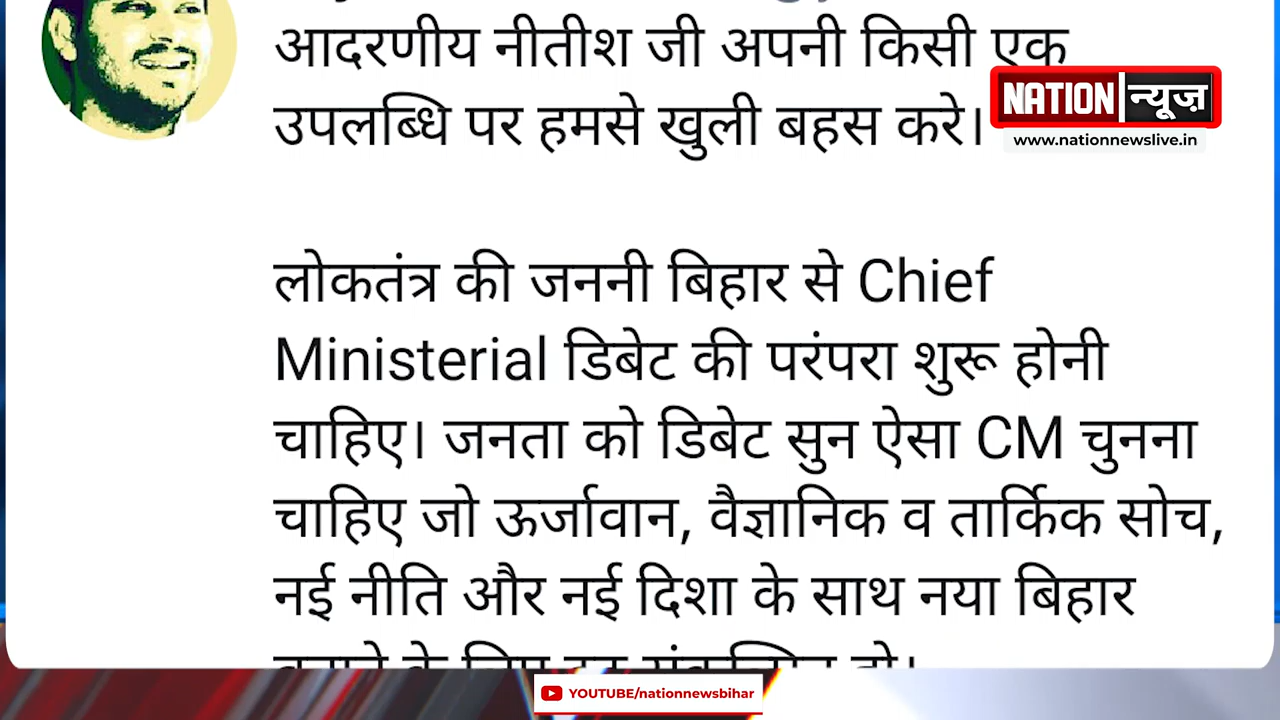 आदरणीय नीतीश जी अपनी किसी एक
उपलब्धि पर हमसे खुली बहस करे।
NATION न्यूज़
www.nationnewslive.in
लोकतंत्र की जननी बिहार से Chief
Ministerial डिबेट की परंपरा शुरू होनी
चाहिए। जनता को डिबेट सुन ऐसा CM चुनना
चाहिए जो ऊर्जावान, वैज्ञानिक व तार्किक सोच,
नई नीति और नई दिशा के साथ नया बिहार
YOUTUBE/nationnewsbihar